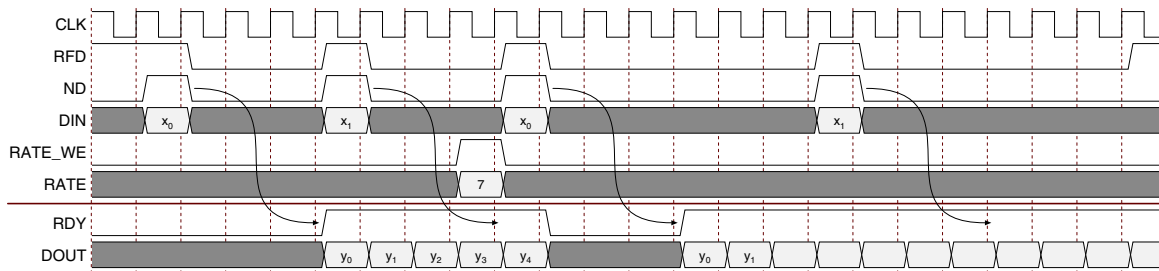 CLK
RFD
ND
DIN x0 x1 x0 x1
RATE_WE
RATE 7
RDY
DOUT y0 y1 y2 y3 y4 y0 y1